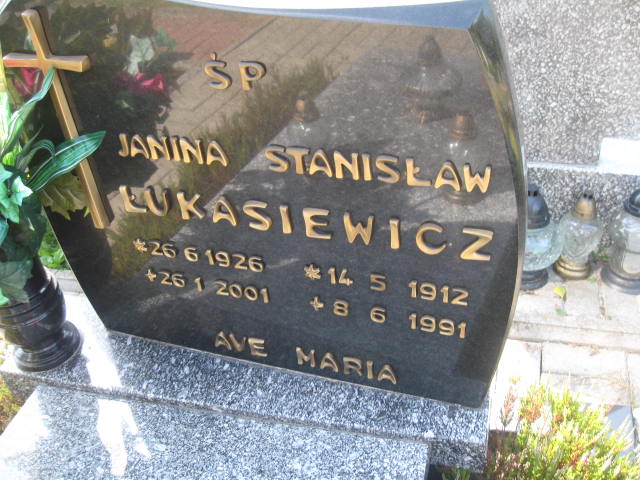 ŚP
JANINA STANISŁAW
ŁUKASIEWICZ
*26 6 1926 *14 5 1912
+26 1 2001 +8 6 1991
AVE MARIA